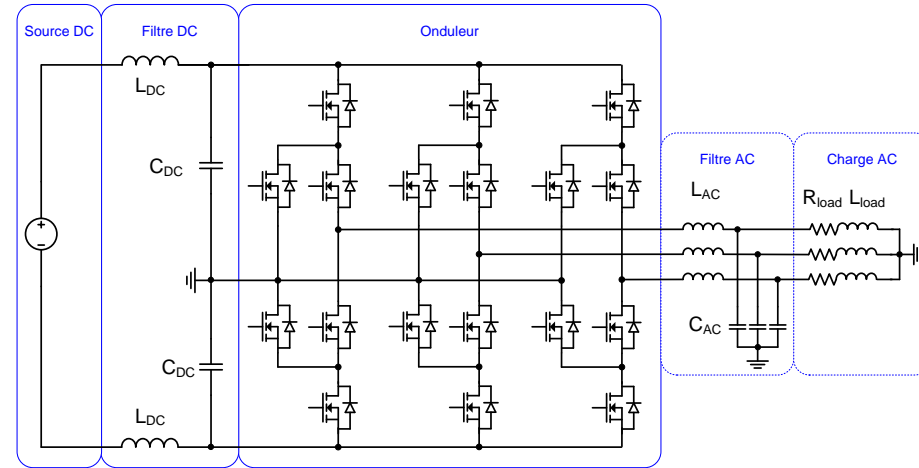 Source DC
Filtre DC
Onduleur
L_DC
C_DC
Filtre AC
Charge AC
L_AC
R_load L_load
C_AC
C_DC
L_DC